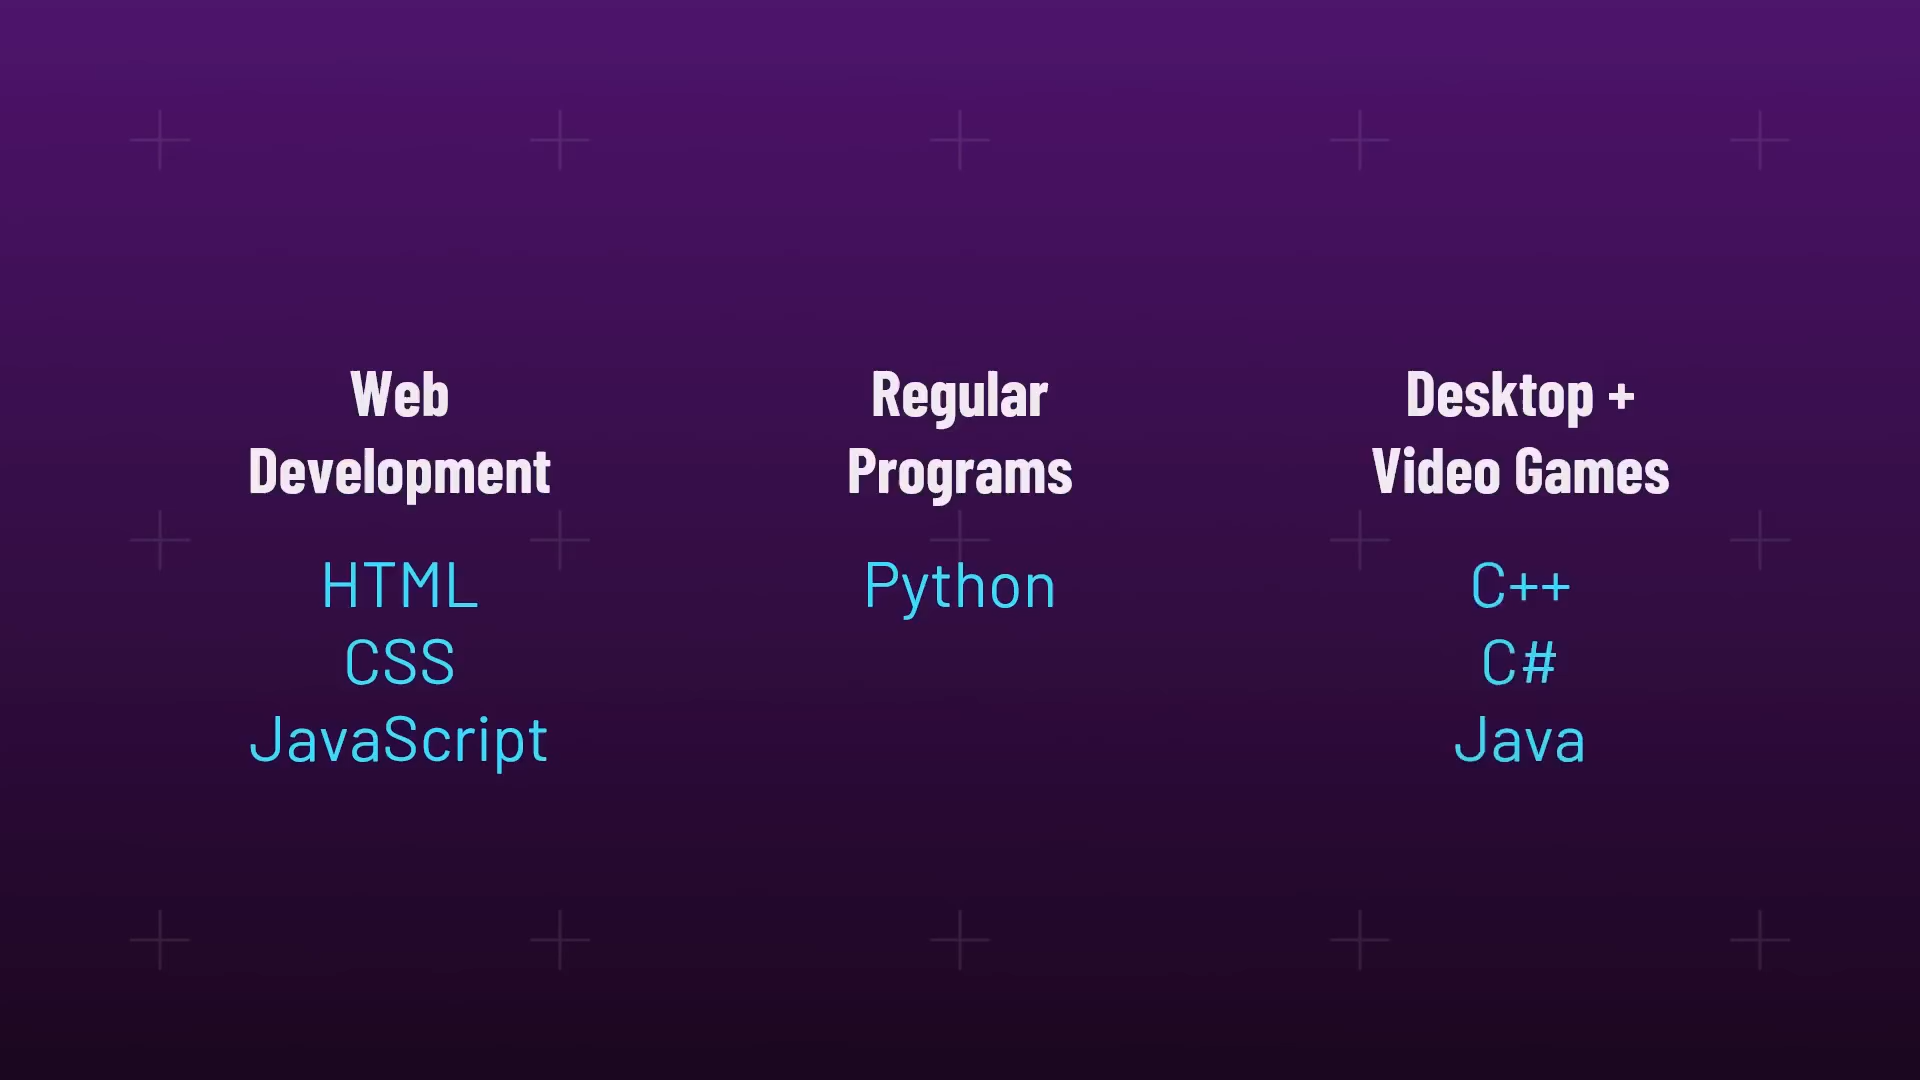 Web
Development
HTML
CSS
JavaScript
Regular
Programs
Python
Desktop +
Video Games
C++
C#
Java